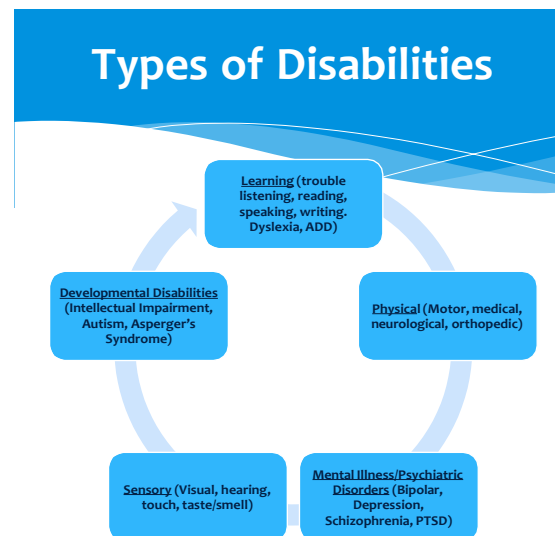 Types of Disabilities
Learning (trouble
listening, reading,
speaking, writing.
Dyslexia, ADD)
Physical (Motor, medical,
neurological, orthopedic)
Mental Illness/Psychiatric
Disorders (Bipolar,
Depression,
Schizophrenia, PTSD)
Sensory (Visual, hearing,
touch, taste/smell)
Developmental Disabilities
(Intellectual Impairment,
Autism, Asperger's
Syndrome)